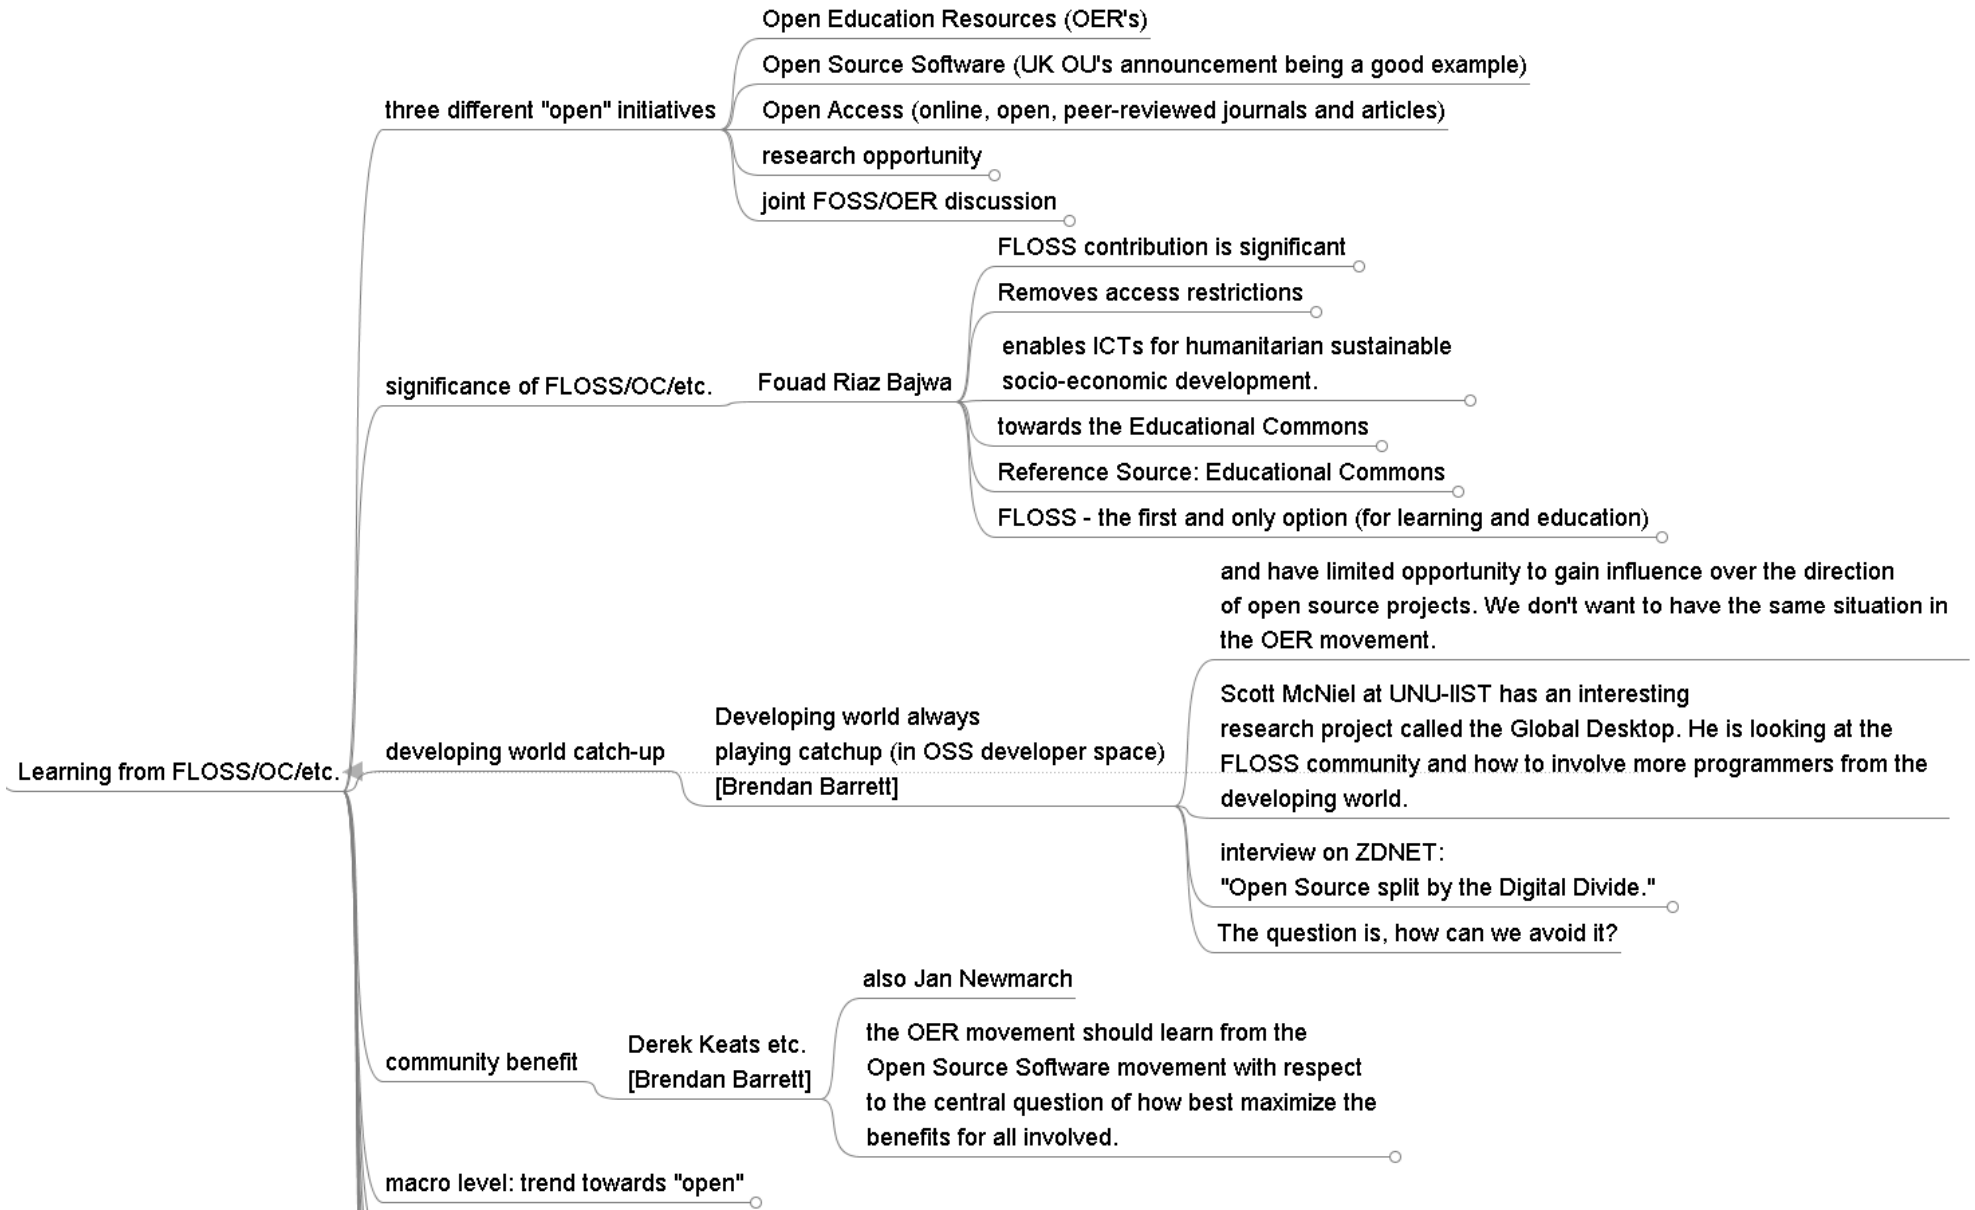 Open Education Resources (OER's)
Open Source Software (UK OU's announcement being a good example)
three different "open" initiatives
Open Access (online, open, peer-reviewed journals and articles)
research opportunity
joint FOSS/OER discussion
FLOSS contribution is significant
Removes access restrictions
enables ICTs for humanitarian sustainable
socio-economic development.
significance of FLOSS/OC/etc.
Fouad Riaz Bajwa
towards the Educational Commons
Reference Source: Educational Commons
FLOSS - the first and only option (for learning and education)
and have limited opportunity to gain influence over the direction
of open source projects. We don't want to have the same situation in
the OER movement.
Scott McNiel at UNU-IIST has an interesting
research project called the Global Desktop. He is looking at the
FLOSS community and how to involve more programmers from the
developing world.
Learning from FLOSS/OC/etc.
developing world catch-up
Developing world always
playing catchup (in OSS developer space)
[Brendan Barrett]
interview on ZDNET:
"Open Source split by the Digital Divide."
The question is, how can we avoid it?
also Jan Newmarch
community benefit
Derek Keats etc.
[Brendan Barrett]
the OER movement should learn from the
Open Source Software movement with respect
to the central question of how best maximize the
benefits for all involved.
macro level: trend towards "open"